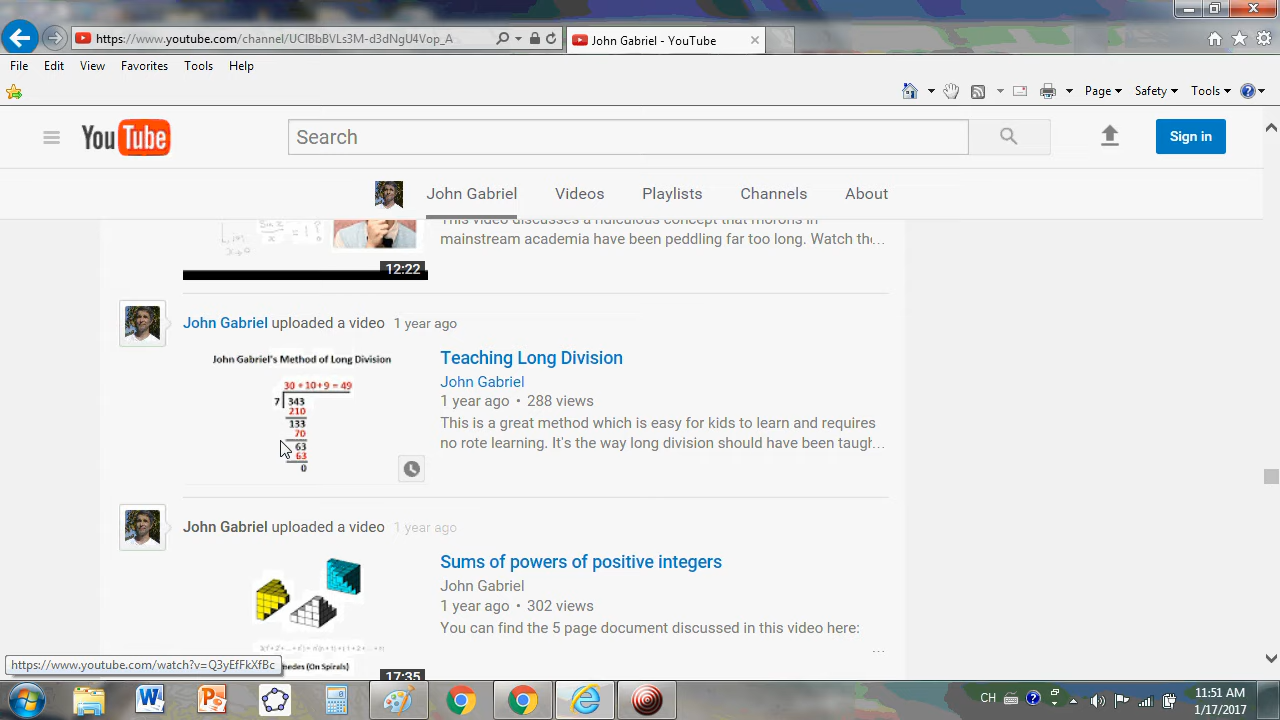 https://www.youtube.com/channel/UCIBbBVLs3M-d3dNgU4Vop_A
John Gabriel - YouTube
File Edit View Favorites Tools Help
Page Safety Tools
YouTube
Search
Sign in
John Gabriel Videos Playlists Channels About
This video discusses a ridiculous concept that morons in
mainstream academia have been peddling far too long. Watch the...
12:22
John Gabriel uploaded a video 1 year ago
John Gabriel's Method of Long Division
30 + 10 + 9 = 49
7 343
210
133
70
63
63
0
Teaching Long Division
John Gabriel
1 year ago • 288 views
This is a great method which is easy for kids to learn and requires
no rote learning. It's the way long division should have been taugh...
John Gabriel uploaded a video 1 year ago
Sums of powers of positive integers
John Gabriel
1 year ago • 302 views
You can find the 5 page document discussed in this video here:
...
(On Spirals)
17:35
https://www.youtube.com/watch?v=Q3yEfFkXfBc
CH
11:51 AM
1/17/2017